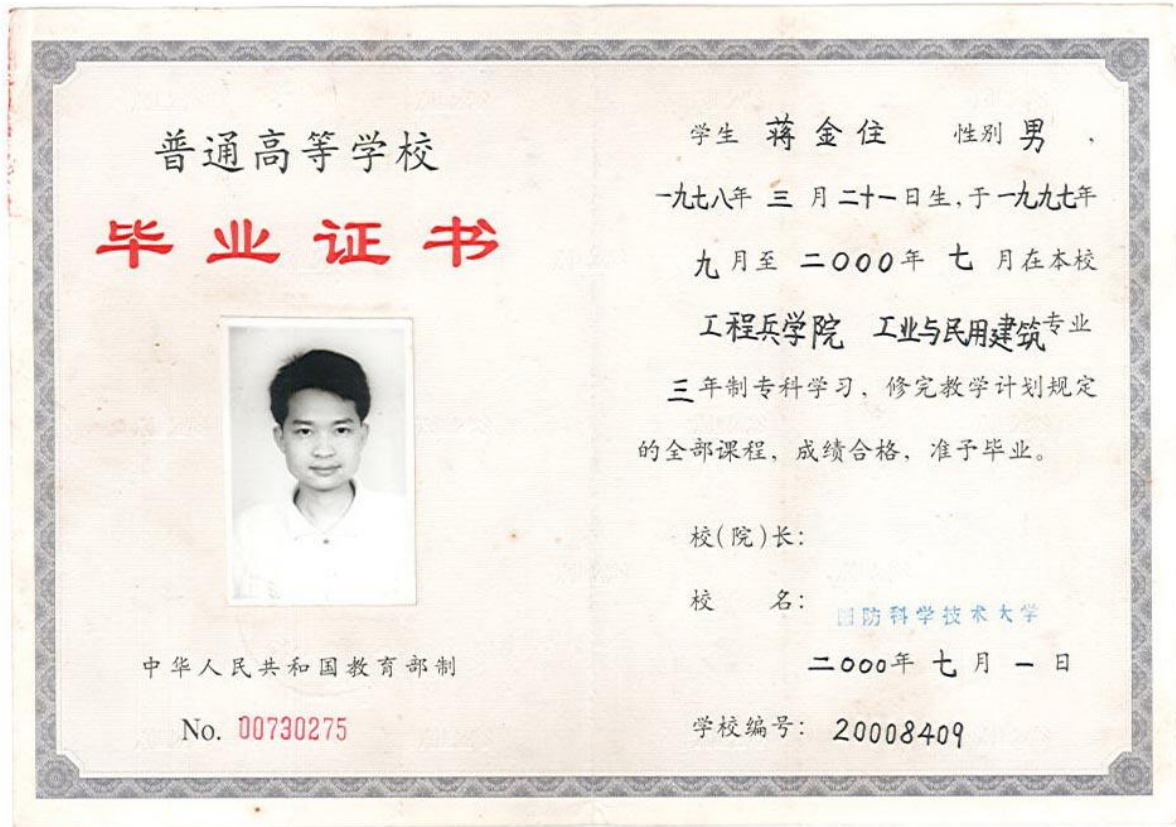 普通高等学校
毕业证书
中华人民共和国教育部制
No. 00730275
学生 蒋金住 性别 男 ,
一九七八年 三 月 二十一 日生,于 一九九七年
九 月至 二000年 七 月在本校
工程兵学院 工业与民用建筑专业
三年制专科学习，修完教学计划规定
的全部课程，成绩合格，准予毕业。
校(院)长:
校 名: 国防科学技术大学
二000年 七 月 一 日
学校编号: 20008409